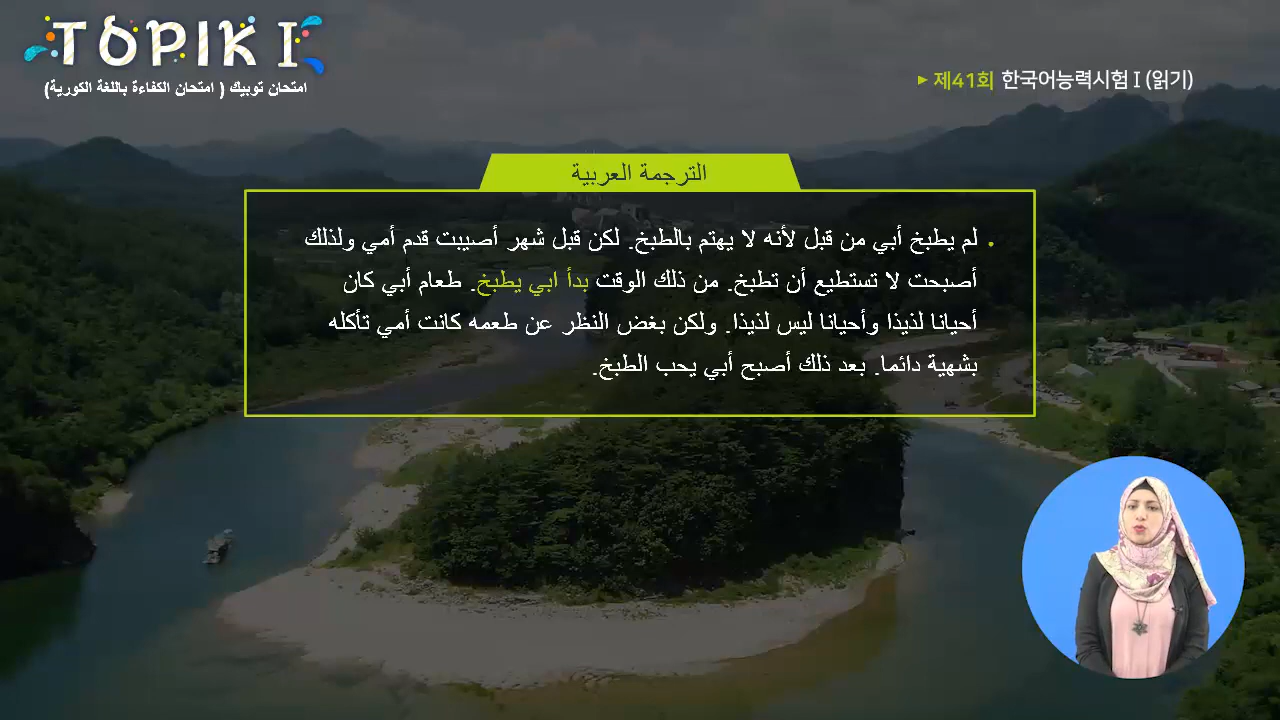 TOPIK I
امتحان توبيك ( امتحان الكفاءة باللغة الكورية)
▸ 제41회 한국어능력시험 I (읽기)
الترجمة العربية
. لم يطبخ أبي من قبل لأنه لا يهتم بالطبخ. لكن قبل شهر أصيبت قدم أمي ولذلك
أصبحت لا تستطيع أن تطبخ. من ذلك الوقت بدأ ابي يطبخ. طعام أبي كان
أحيانا لذيذا وأحيانا ليس لذيذا. ولكن بغض النظر عن طعمه كانت أمي تأكله
بشهية دائما. بعد ذلك أصبح أبي يحب الطبخ.